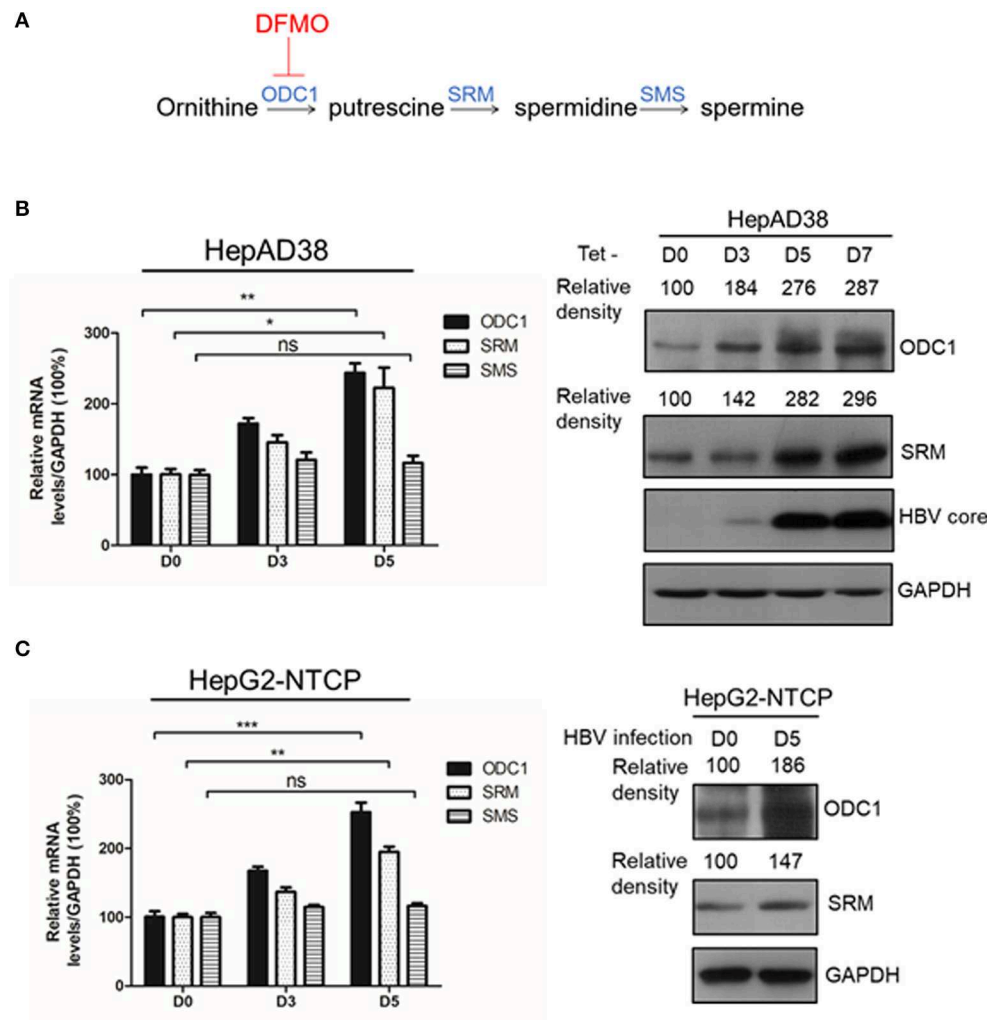 A
DFMO
Ornithine ODC1 putrescine SRM spermidine SMS spermine
B
HepAD38
** 
* 
ns
ODC1
SRM
SMS
Relative mRNA
levels/GAPDH (100%)
300
200
100
0
D0 D3 D5
HepAD38
Tet - D0 D3 D5 D7
Relative
density
100 184 276 287
ODC1
Relative
density
100 142 282 296
SRM
HBV core
GAPDH
C
HepG2-NTCP
***
**
ns
ODC1
SRM
SMS
Relative mRNA
levels/GAPDH (100%)
300
200
100
0
D0 D3 D5
HepG2-NTCP
HBV infection D0 D5
Relative
density
100 186
ODC1
Relative
density
100 147
SRM
GAPDH